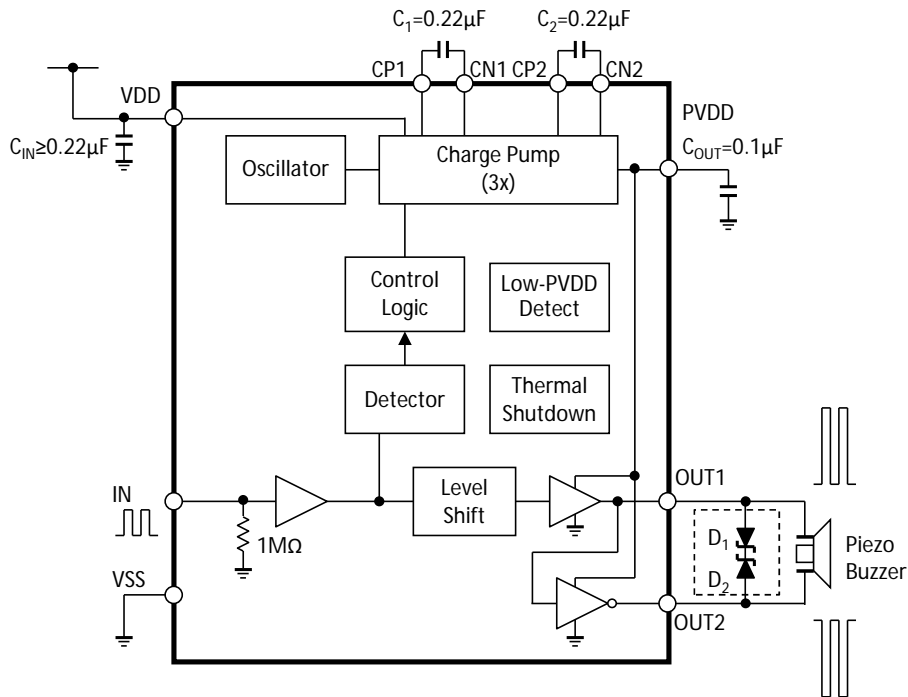 C1=0.22µF
C2=0.22µF
CP1
CN1
CP2
CN2
VDD
PVDD
CIN≥0.22µF
COUT=0.1µF
Oscillator
Charge Pump
(3x)
Control
Logic
Low-PVDD
Detect
Detector
Thermal
Shutdown
IN
Level
Shift
OUT1
1MΩ
D1
D2
Piezo
Buzzer
VSS
OUT2